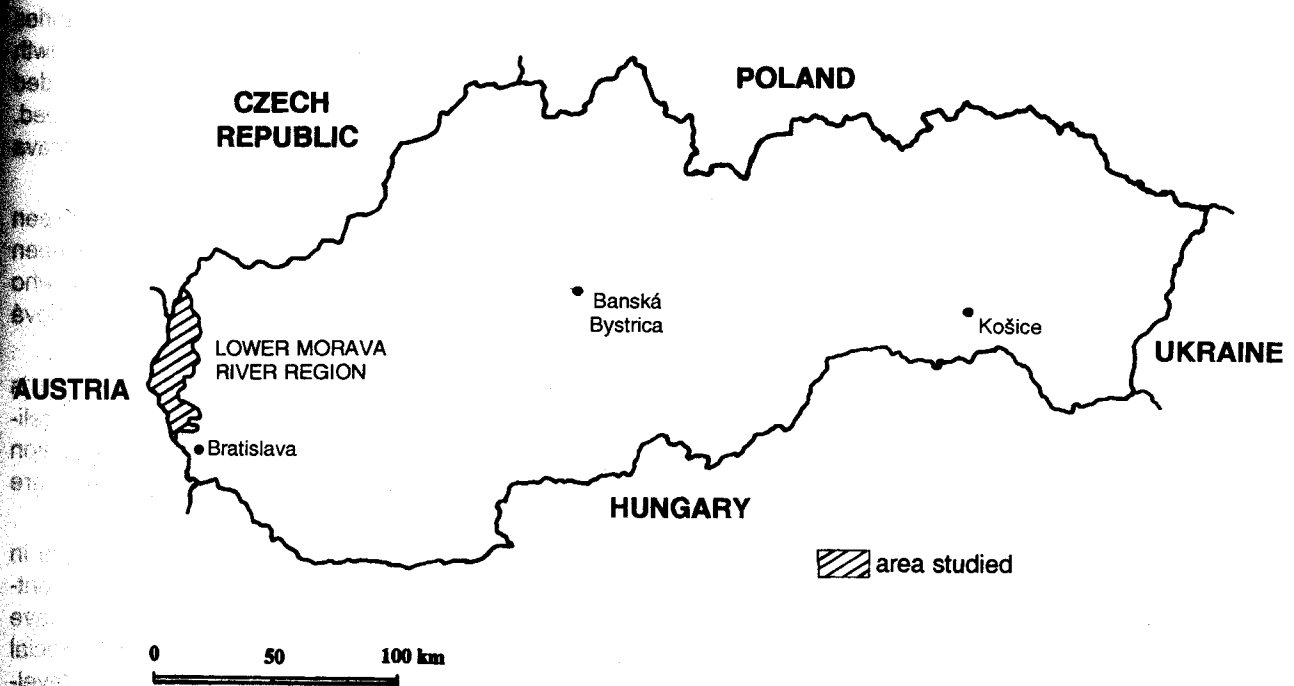 POLAND
CZECH
REPUBLIC
Banská
Bystrica
Košice
LOWER MORAVA
RIVER REGION
UKRAINE
AUSTRIA
Bratislava
HUNGARY
area studied
0 50 100 km